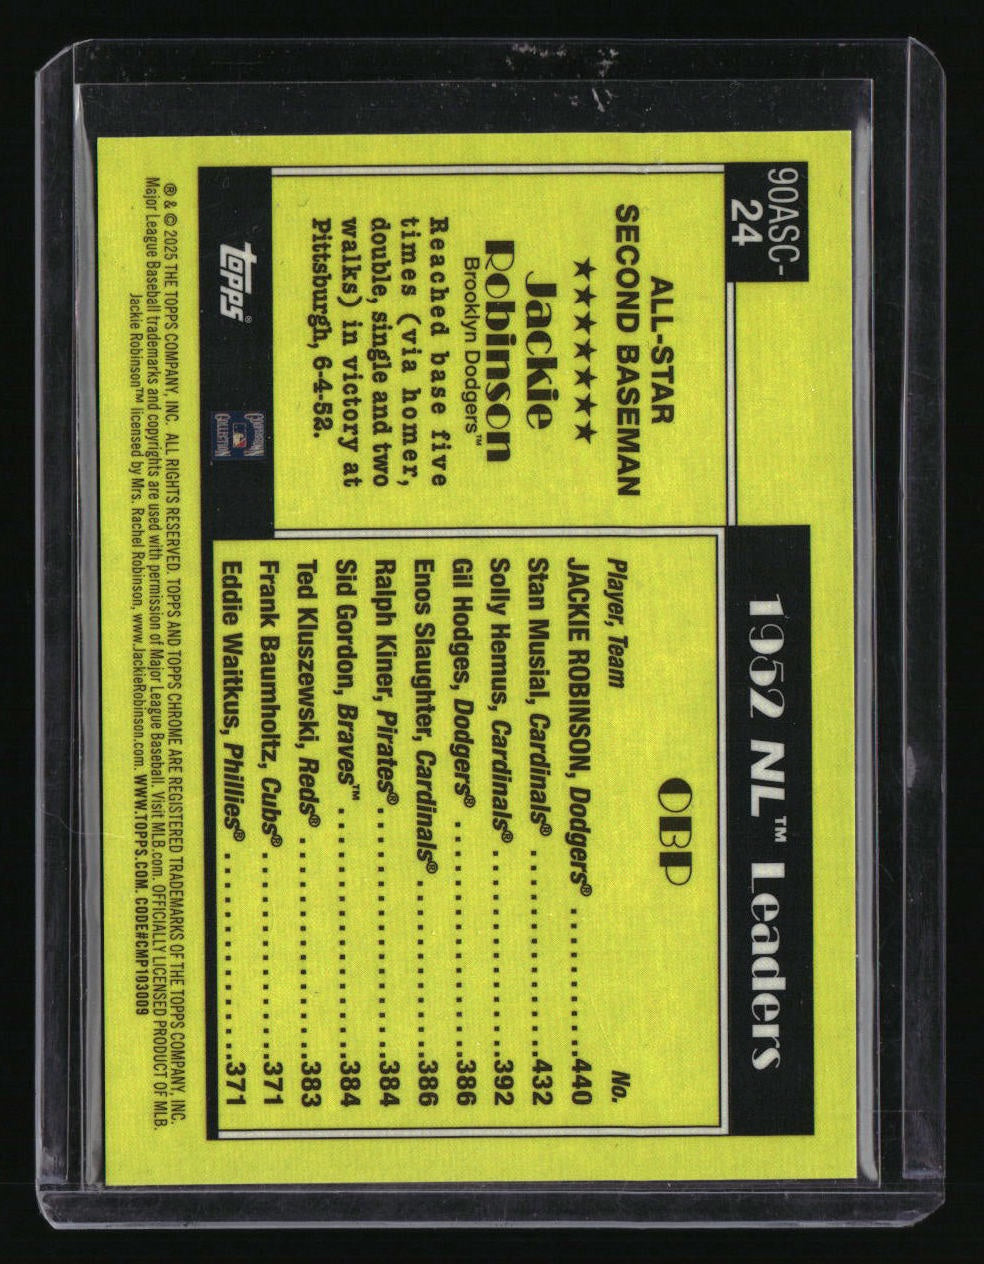 90ASC-
24
ALL-STAR
SECOND BASEMAN
★★★★★★★
Jackie
Robinson
Brooklyn Dodgers™
Reached base five
times (via homer,
double, single and two
walks) in victory at
Pittsburgh, 6-4-52.
topps®
COOPERSTOWN
COLLECTION
1952 NL™ Leaders
OBP
Player, Team No.
JACKIE ROBINSON, Dodgers® ..........440
Stan Musial, Cardinals® ..........432
Solly Hemus, Cardinals® ..........392
Gil Hodges, Dodgers® ..........386
Enos Slaughter, Cardinals® ..........386
Ralph Kiner, Pirates® ..........384
Sid Gordon, Braves™ ..........384
Ted Kluszewski, Reds® ..........383
Frank Baumholtz, Cubs® ..........371
Eddie Waitkus, Phillies® ..........371
® & © 2025 THE TOPPS COMPANY, INC. ALL RIGHTS RESERVED. TOPPS AND TOPPS CHROME ARE REGISTERED TRADEMARKS OF THE TOPPS COMPANY, INC.
Major League Baseball trademarks and copyrights are used with permission of Major League Baseball. Visit MLB.com. OFFICIALLY LICENSED PRODUCT OF MLB.
Jackie Robinson™ licensed by Mrs. Rachel Robinson, www.JackieRobinson.com. WWW.TOPPS.COM. CODE#CMP103009